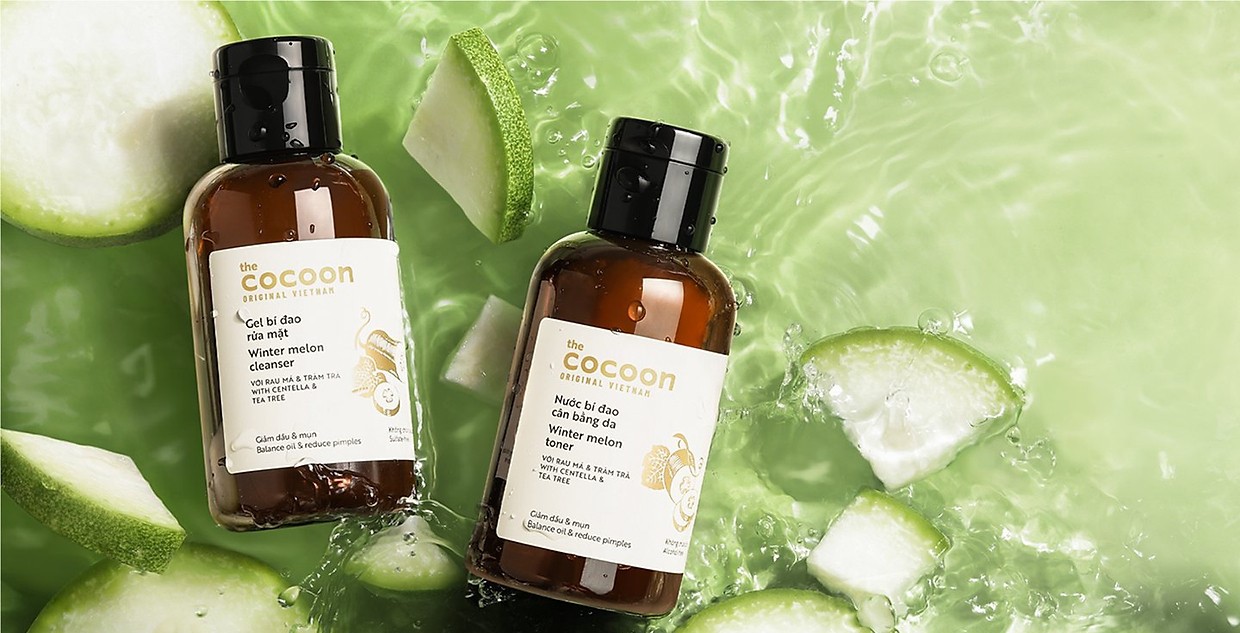 the
cocoon
ORIGINAL VIETNAM
Gel bí đao
rửa mặt
Winter melon
cleanser
VỚI RAU MÁ & TRÀM TRÀ
WITH CENTELLA &
TEA TREE
Giảm dầu & mụn
Balance oil & reduce pimples
Không
the
cocoon
ORIGINAL VIETNAM
Nước bí đao
cân bằng da
Winter melon
toner
VỚI RAU MÁ & TRÀM TRÀ
WITH CENTELLA &
TEA TREE
Giảm dầu & mụn
Balance oil & reduce pimples
Không